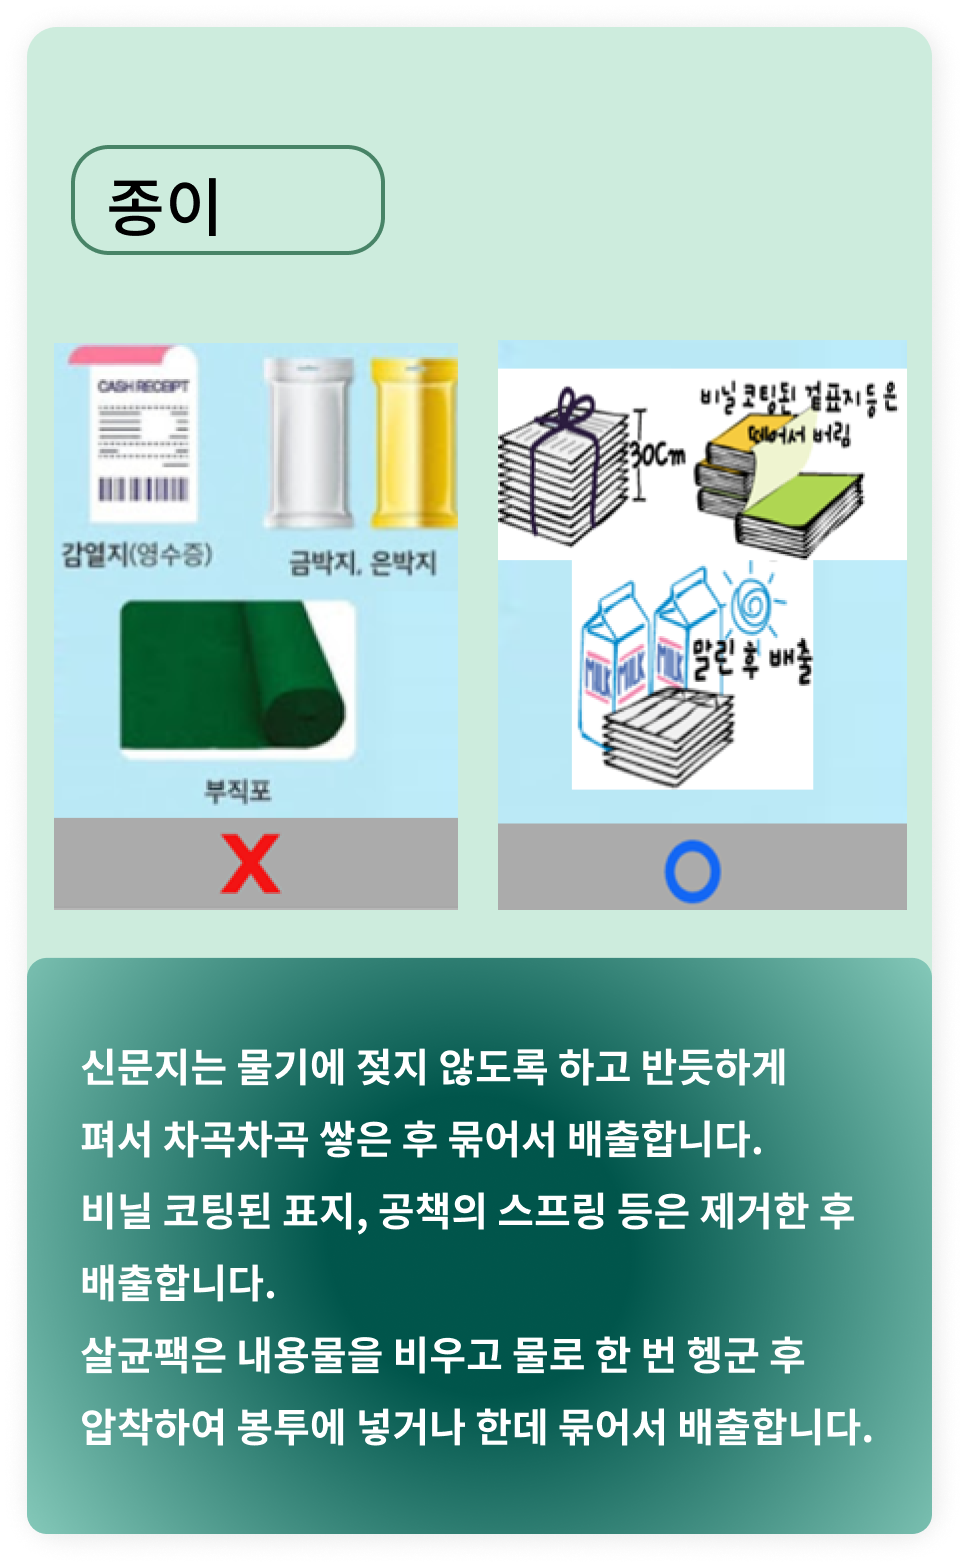 종이
CASH RECEIPT
감열지(영수증)
금박지, 은박지
부직포
X
비닐 코팅된 겉표지 등은
떼어서 버림
30Cm
MILK MILK MILK
말린 후 배출
O
신문지는 물기에 젖지 않도록 하고 반듯하게
펴서 차곡차곡 쌓은 후 묶어서 배출합니다.
비닐 코팅된 표지, 공책의 스프링 등은 제거한 후
배출합니다.
살균팩은 내용물을 비우고 물로 한 번 헹군 후
압착하여 봉투에 넣거나 한데 묶어서 배출합니다.